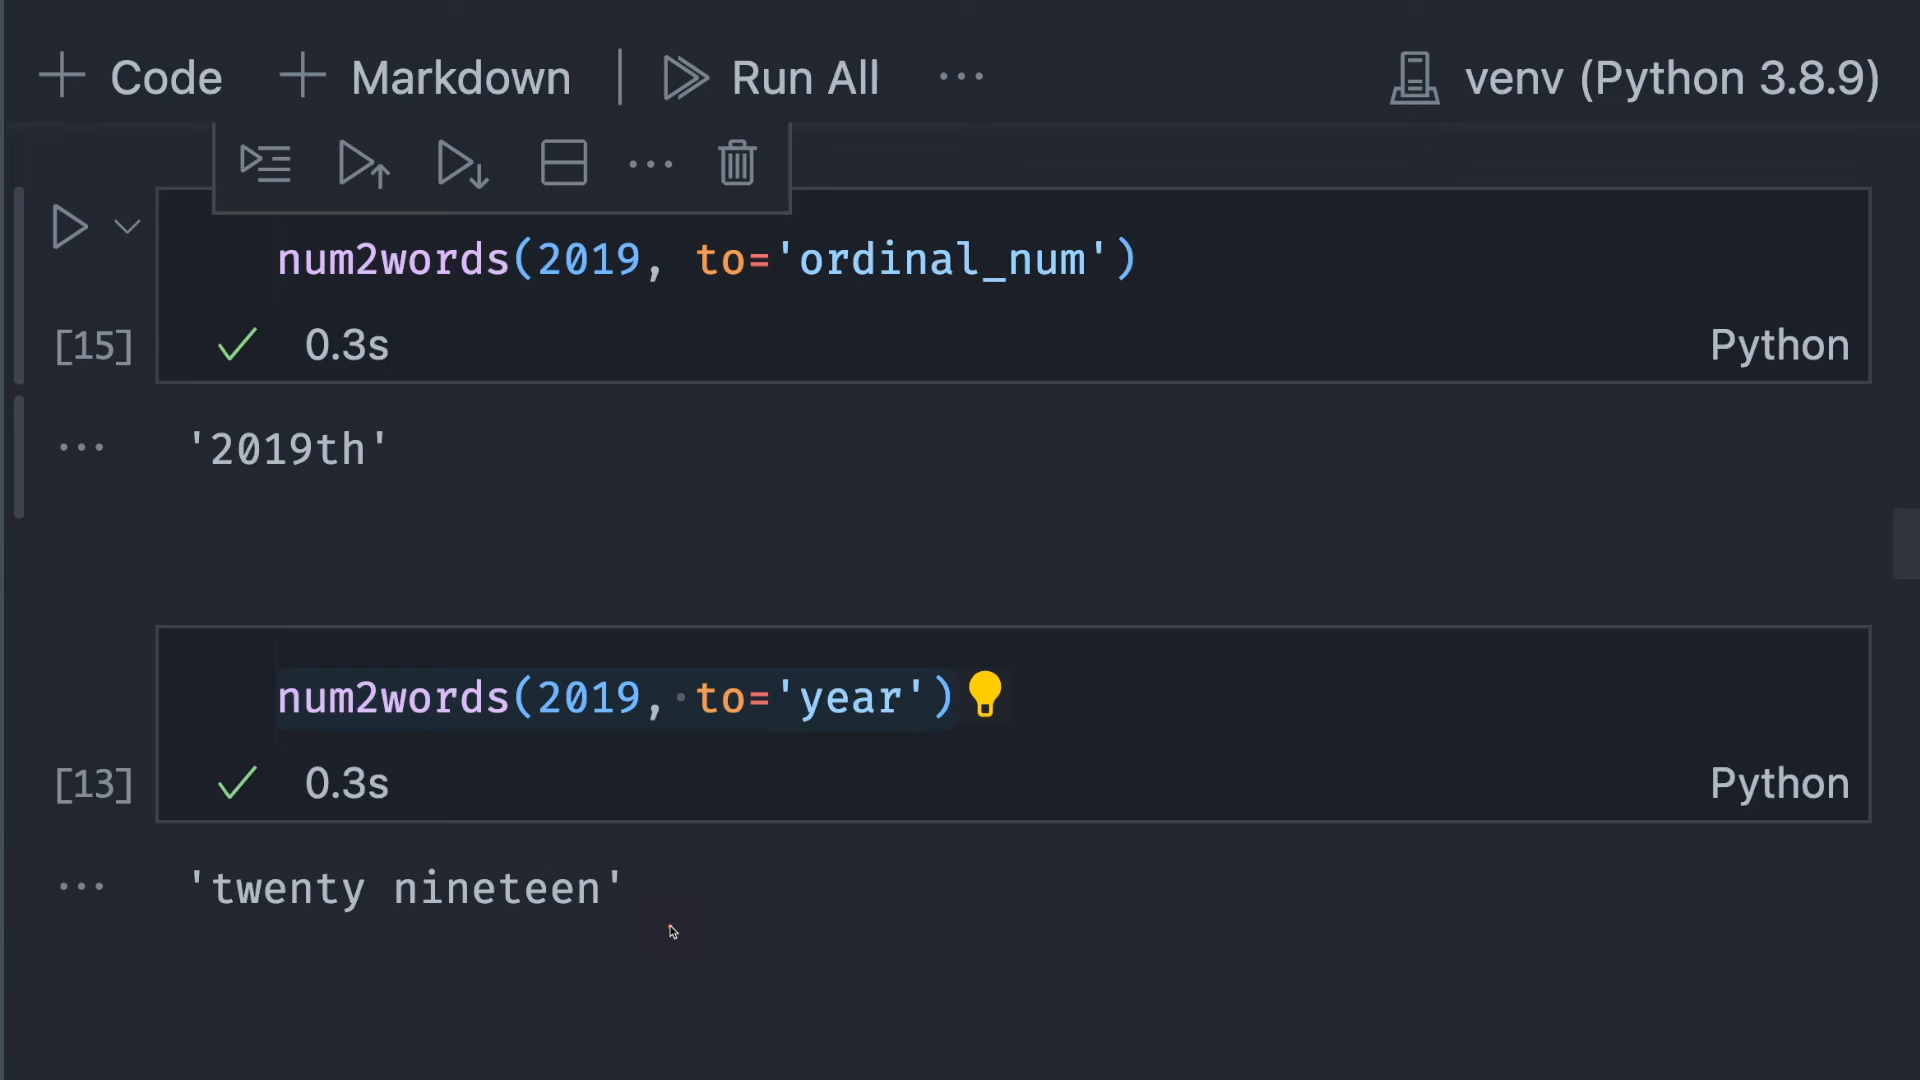 Code Markdown Run All ··· venv (Python 3.8.9)
···
num2words(2019, to='ordinal_num')
[15] 0.3s Python
··· '2019th'
num2words(2019, to='year')
[13] 0.3s Python
··· 'twenty nineteen'